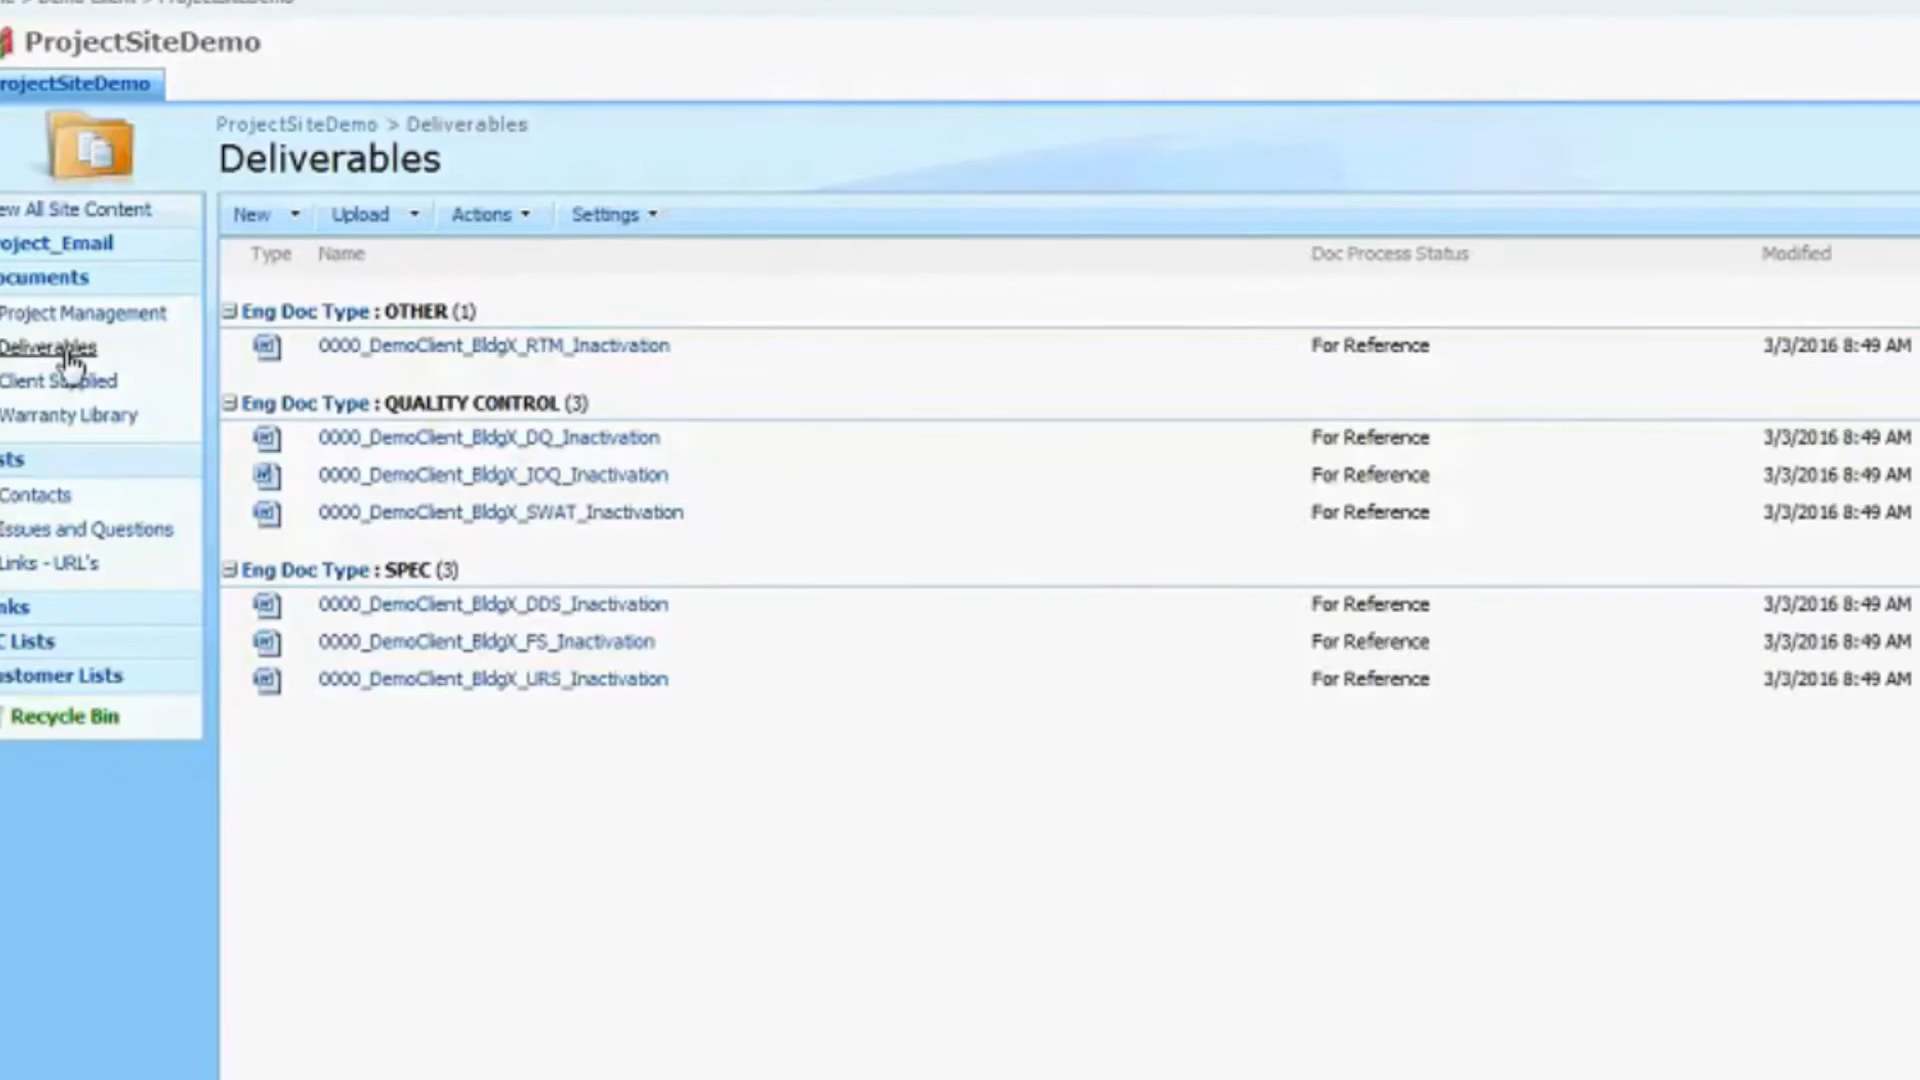 ProjectSiteDemo
rojectSiteDemo
ProjectSiteDemo > Deliverables
Deliverables
ew All Site Content
New Upload Actions Settings
oject_Email
Type Name Doc Process Status Modified
ocuments
Project Management
Eng Doc Type : OTHER (1)
Deliverables
0000_DemoClient_BldgX_RTM_Inactivation For Reference 3/3/2016 8:49 AM
Client Supplied
Eng Doc Type : QUALITY CONTROL (3)
Warranty Library
0000_DemoClient_BldgX_DQ_Inactivation For Reference 3/3/2016 8:49 AM
sts
0000_DemoClient_BldgX_IOQ_Inactivation For Reference 3/3/2016 8:49 AM
Contacts
0000_DemoClient_BldgX_SWAT_Inactivation For Reference 3/3/2016 8:49 AM
Issues and Questions
Links - URL's
Eng Doc Type : SPEC (3)
nks
0000_DemoClient_BldgX_DDS_Inactivation For Reference 3/3/2016 8:49 AM
C Lists
0000_DemoClient_BldgX_FS_Inactivation For Reference 3/3/2016 8:49 AM
ustomer Lists
0000_DemoClient_BldgX_URS_Inactivation For Reference 3/3/2016 8:49 AM
Recycle Bin